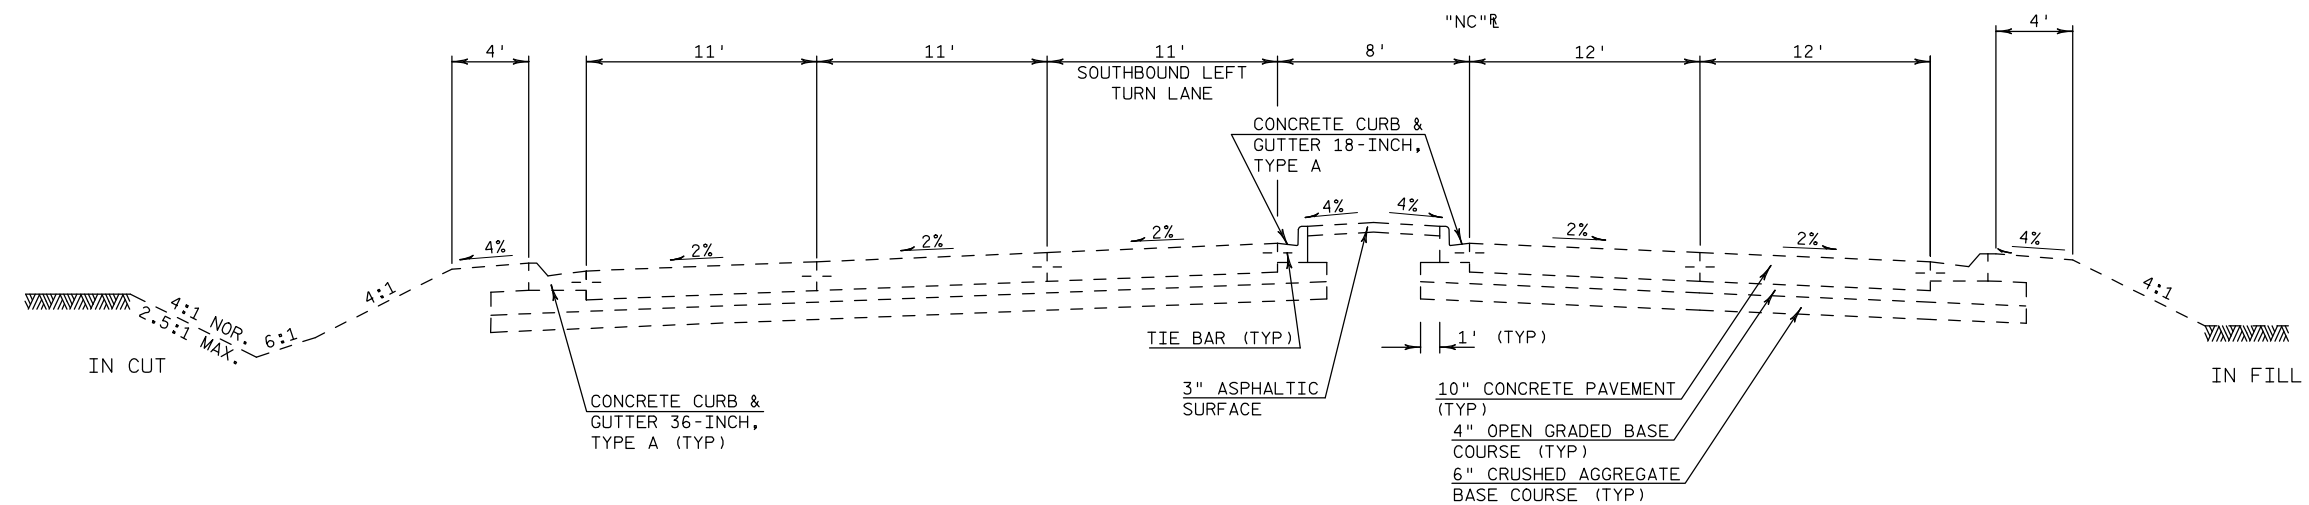 "NC"℞
4'
11'
11'
11'
8'
12'
12'
4'
SOUTHBOUND LEFT
TURN LANE
CONCRETE CURB &
GUTTER 18-INCH,
TYPE A
4%
2%
2%
2%
4%
4%
2%
2%
4%
4:1 NOR.
2.5:1 MAX.
6:1
4:1
4:1
IN CUT
IN FILL
TIE BAR (TYP)
1' (TYP)
3" ASPHALTIC
SURFACE
CONCRETE CURB &
GUTTER 36-INCH,
TYPE A (TYP)
10" CONCRETE PAVEMENT
(TYP)
4" OPEN GRADED BASE
COURSE (TYP)
6" CRUSHED AGGREGATE
BASE COURSE (TYP)